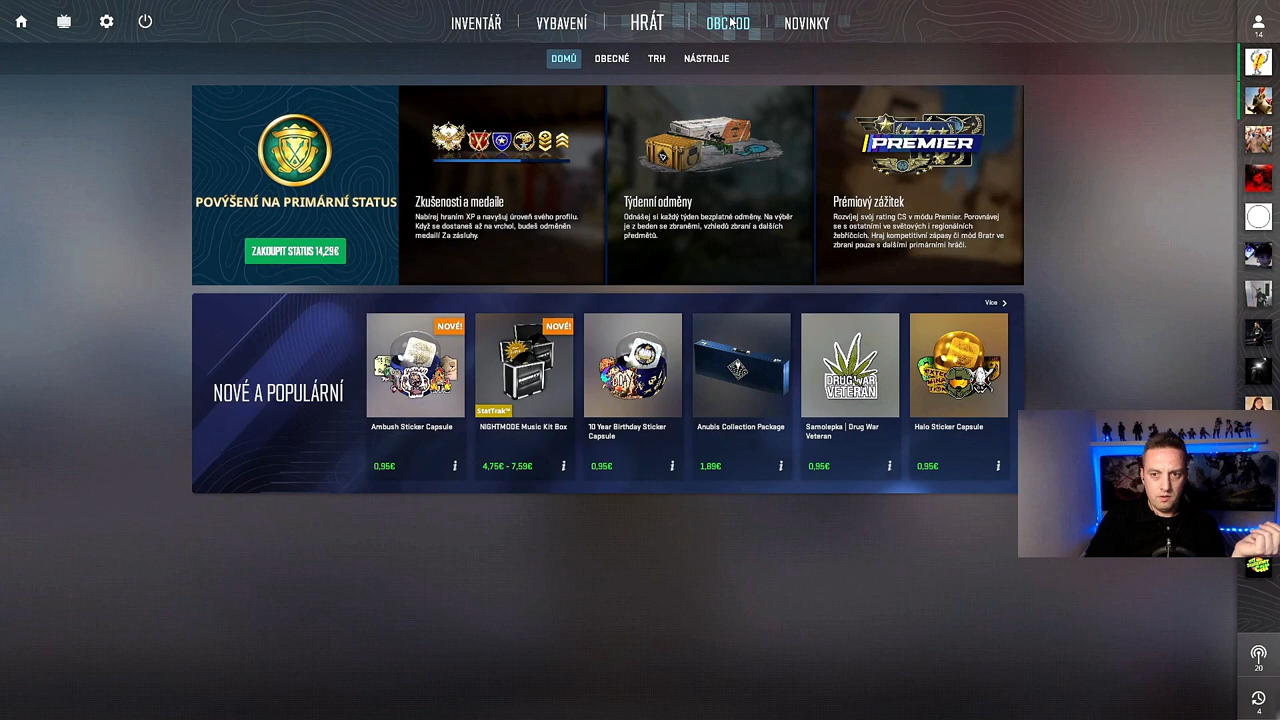 INVENTÁŘ
VYBAVENÍ
HRÁT
OBCHOD
NOVINKY
14
DOMŮ
OBECNÉ
TRH
NÁSTROJE
POVÝŠENÍ NA PRIMÁRNÍ STATUS
ZAKOUPIT STATUS 14,29€
Zkušenosti a medaile
Nabírej hraním XP a navyšuj úroveň svého profilu.
Když se dostaneš až na vrchol, budeš odměněn
medailí Za zásluhy.
Týdenní odměny
Odnášej si každý týden bezplatné odměny. Na výběr
je z beden se zbraněmi, vzhledů zbraní a dalších
předmětů.
PREMIER
Prémiový zážitek
Rozvíjej svůj rating CS v módu Premier. Porovnávej
se s ostatními ve světových i regionálních
žebříčcích. Hraj kompetitivní zápasy či mód Bratr ve
zbrani pouze s dalšími primárními hráči.
Více
NOVÉ A POPULÁRNÍ
NOVÉ!
Ambush Sticker Capsule
0,95€
NOVÉ!
StatTrak™
NIGHTMODE Music Kit Box
4,75€ - 7,59€
10 Year Birthday Sticker
Capsule
0,95€
Anubis Collection Package
1,89€
DRUG WAR
VETERAN
Samolepka | Drug War
Veteran
0,95€
Halo Sticker Capsule
0,95€
20
4